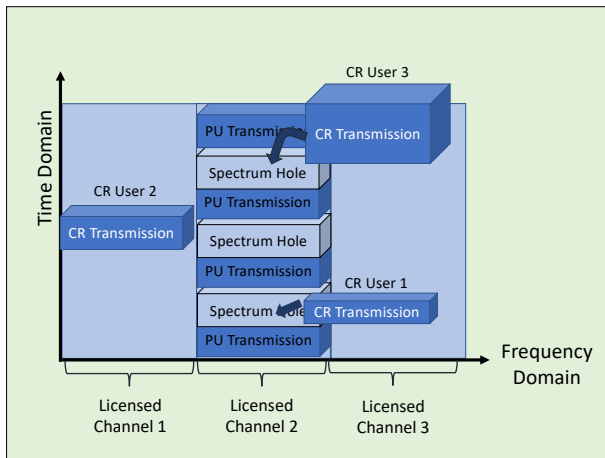 CR User 3
Time Domain
PU Transmission
CR Transmission
Spectrum Hole
CR User 2
PU Transmission
CR Transmission
Spectrum Hole
PU Transmission
CR User 1
Spectrum Hole
CR Transmission
PU Transmission
Frequency
Domain
Licensed
Channel 1
Licensed
Channel 2
Licensed
Channel 3